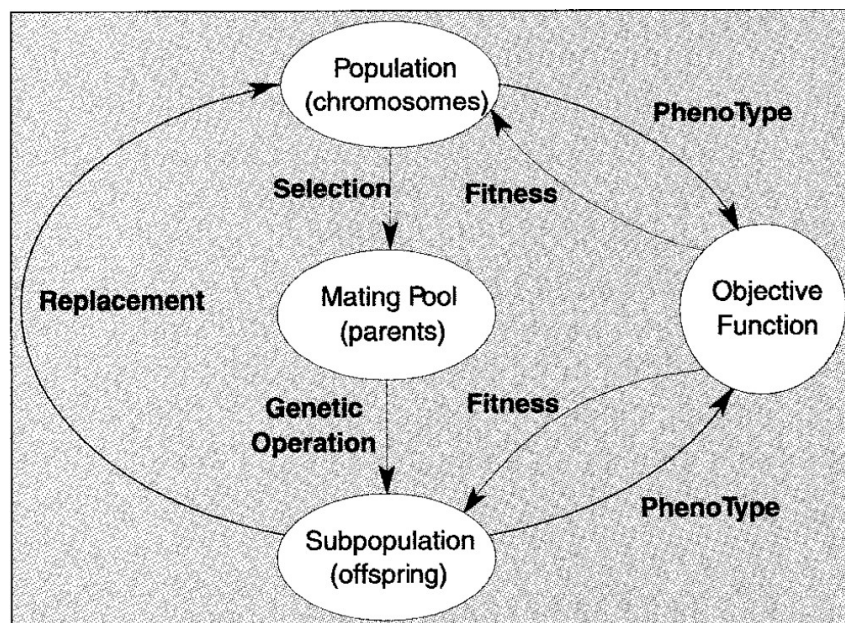 Population
(chromosomes)
PhenoType
Selection
Fitness
Replacement
Mating Pool
(parents)
Objective
Function
Genetic
Operation
Fitness
Subpopulation
(offspring)
PhenoType